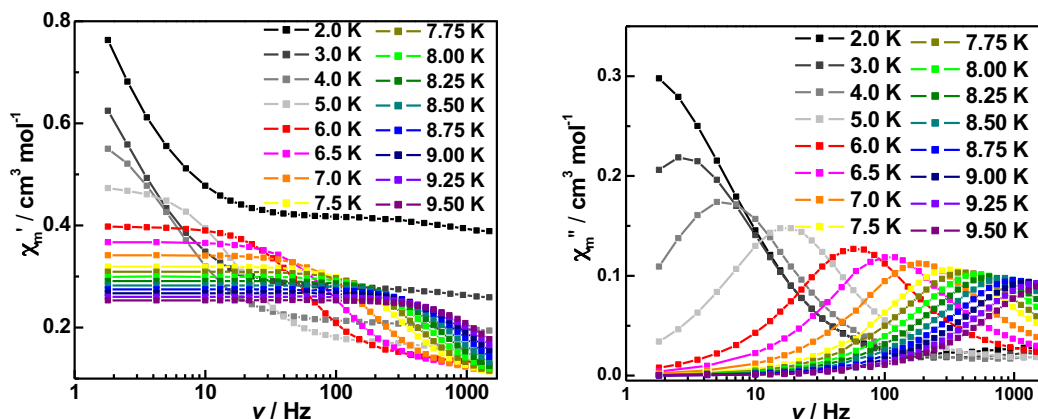 0.8
0.6
0.4
0.2
χm' / cm³ mol⁻¹
2.0 K
3.0 K
4.0 K
5.0 K
6.0 K
6.5 K
7.0 K
7.5 K
7.75 K
8.00 K
8.25 K
8.50 K
8.75 K
9.00 K
9.25 K
9.50 K
1 10 100 1000
ν / Hz
0.3
0.2
0.1
0.0
χm'' / cm³ mol⁻¹
2.0 K
3.0 K
4.0 K
5.0 K
6.0 K
6.5 K
7.0 K
7.5 K
7.75 K
8.00 K
8.25 K
8.50 K
8.75 K
9.00 K
9.25 K
9.50 K
1 10 100 1000
ν / Hz